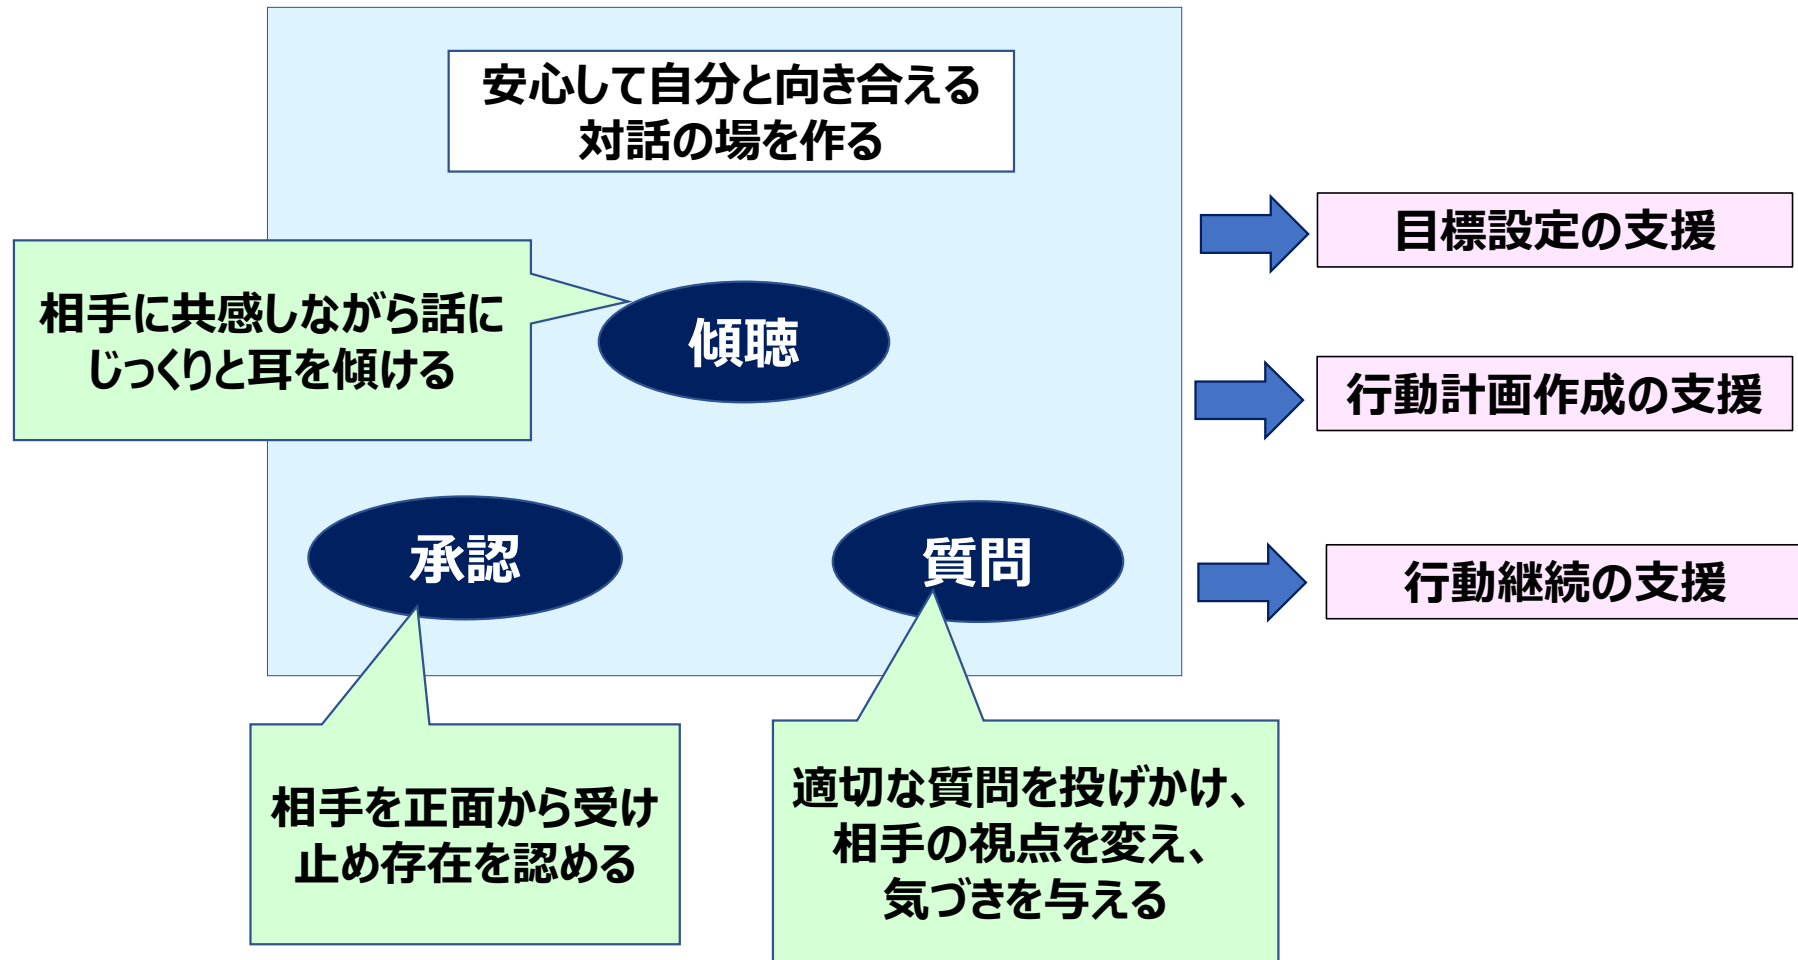 安心して自分と向き合える
対話の場を作る
相手に共感しながら話に
じっくりと耳を傾ける
傾聴
承認
質問
相手を正面から受け
止め存在を認める
適切な質問を投げかけ、
相手の視点を変え、
気づきを与える
目標設定の支援
行動計画作成の支援
行動継続の支援